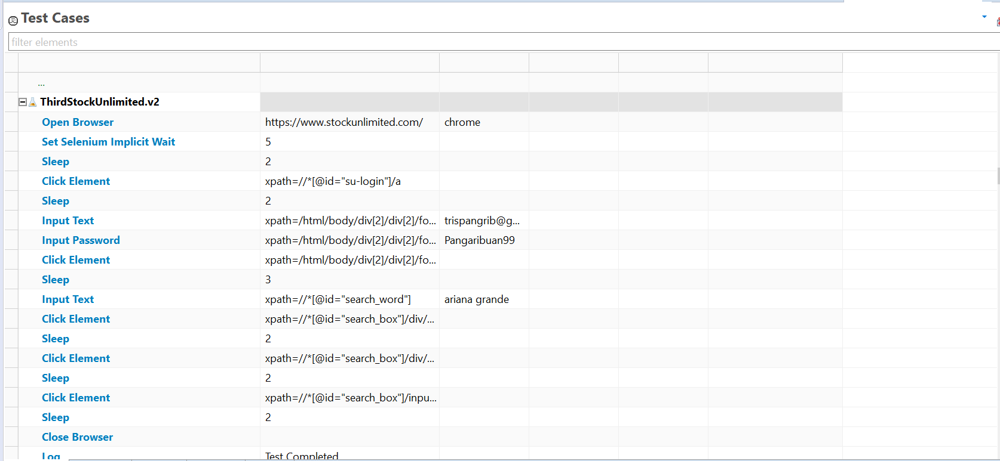 Test Cases
filter elements
...
ThirdStockUnlimited.v2
Open Browser https://www.stockunlimited.com/ chrome
Set Selenium Implicit Wait 5
Sleep 2
Click Element xpath=//*[@id="su-login"]/a
Sleep 2
Input Text xpath=/html/body/div[2]/div[2]/fo... trispangrib@g...
Input Password xpath=/html/body/div[2]/div[2]/fo... Pangaribuan99
Click Element xpath=/html/body/div[2]/div[2]/fo...
Sleep 3
Input Text xpath=//*[@id="search_word"] ariana grande
Click Element xpath=//*[@id="search_box"]/div/...
Sleep 2
Click Element xpath=//*[@id="search_box"]/div/...
Sleep 2
Click Element xpath=//*[@id="search_box"]/inpu...
Sleep 2
Close Browser
Log Test Completed